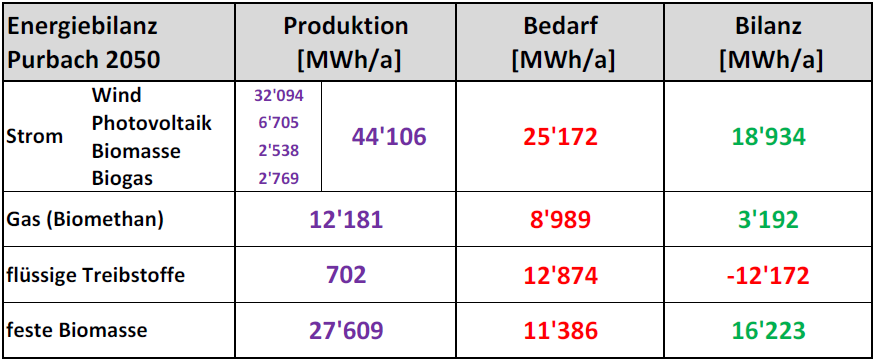 Energiebilanz Purbach 2050 Produktion [MWh/a] Bedarf [MWh/a] Bilanz [MWh/a]
Strom
Wind 32'094
Photovoltaik 6'705
Biomasse 2'538
Biogas 2'769
44'106 25'172 18'934
Gas (Biomethan) 12'181 8'989 3'192
flüssige Treibstoffe 702 12'874 -12'172
feste Biomasse 27'609 11'386 16'223